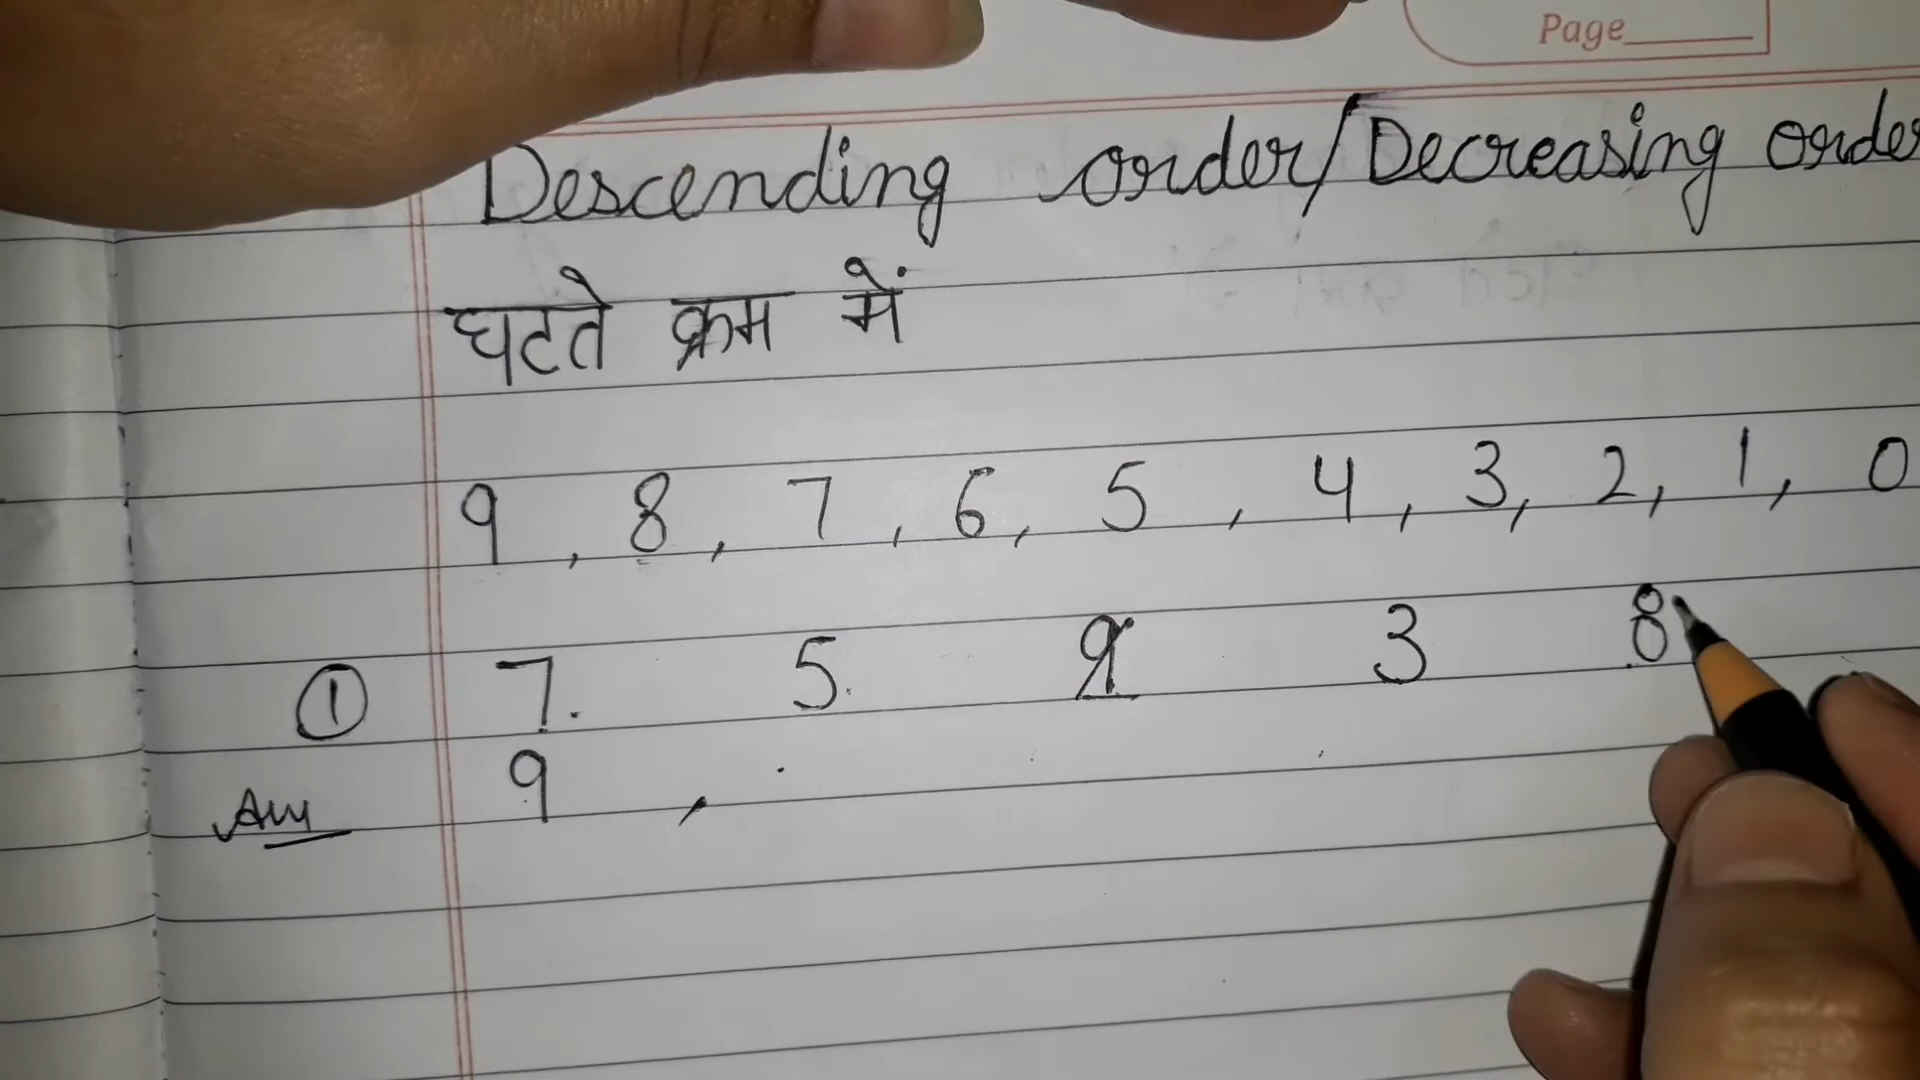 Page
Descending order/Decreasing order
घटते क्रम में
9, 8, 7, 6, 5, 4, 3, 2, 1, 0
① 7 5 9 3 8
Ans 9,